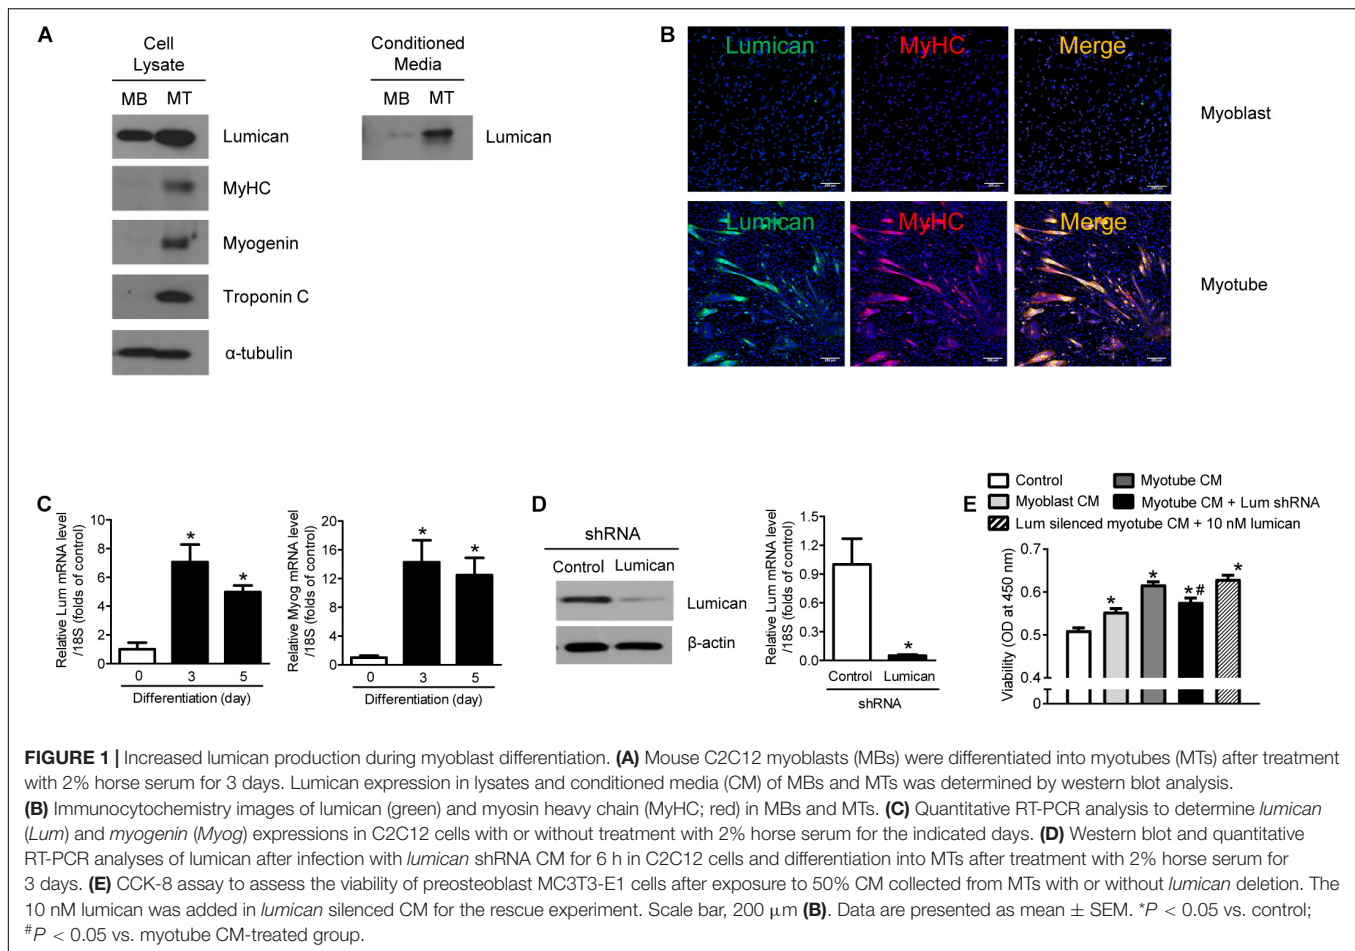 A
Cell
Lysate
MB MT
Lumican
MyHC
Myogenin
Troponin C
α-tubulin
Conditioned
Media
MB MT
Lumican
B
Lumican MyHC Merge
Myoblast
Lumican MyHC Merge
Myotube
C
Relative Lum mRNA level
/18S (folds of control)
10
8
6
4
2
0
* *
0 3 5
Differentiation (day)
Relative Myog mRNA level
/18S (folds of control)
20
16
12
8
4
0
* *
0 3 5
Differentiation (day)
D
shRNA
Control Lumican
Lumican
β-actin
Relative Lum mRNA level
/18S (folds of control)
1.5
1.2
0.9
0.6
0.3
0.0
*
Control Lumican
shRNA
E
Control Myotube CM
Myoblast CM Myotube CM + Lum shRNA
Lum silenced myotube CM + 10 nM lumican
Viability (OD at 450 nm)
0.7
0.6
0.5
0.4
0
* * *# *
FIGURE 1 | Increased lumican production during myoblast differentiation. (A) Mouse C2C12 myoblasts (MBs) were differentiated into myotubes (MTs) after treatment
with 2% horse serum for 3 days. Lumican expression in lysates and conditioned media (CM) of MBs and MTs was determined by western blot analysis.
(B) Immunocytochemistry images of lumican (green) and myosin heavy chain (MyHC; red) in MBs and MTs. (C) Quantitative RT-PCR analysis to determine lumican
(Lum) and myogenin (Myog) expressions in C2C12 cells with or without treatment with 2% horse serum for the indicated days. (D) Western blot and quantitative
RT-PCR analyses of lumican after infection with lumican shRNA CM for 6 h in C2C12 cells and differentiation into MTs after treatment with 2% horse serum for
3 days. (E) CCK-8 assay to assess the viability of preosteoblast MC3T3-E1 cells after exposure to 50% CM collected from MTs with or without lumican deletion. The
10 nM lumican was added in lumican silenced CM for the rescue experiment. Scale bar, 200 μm (B). Data are presented as mean ± SEM. *P < 0.05 vs. control;
#P < 0.05 vs. myotube CM-treated group.